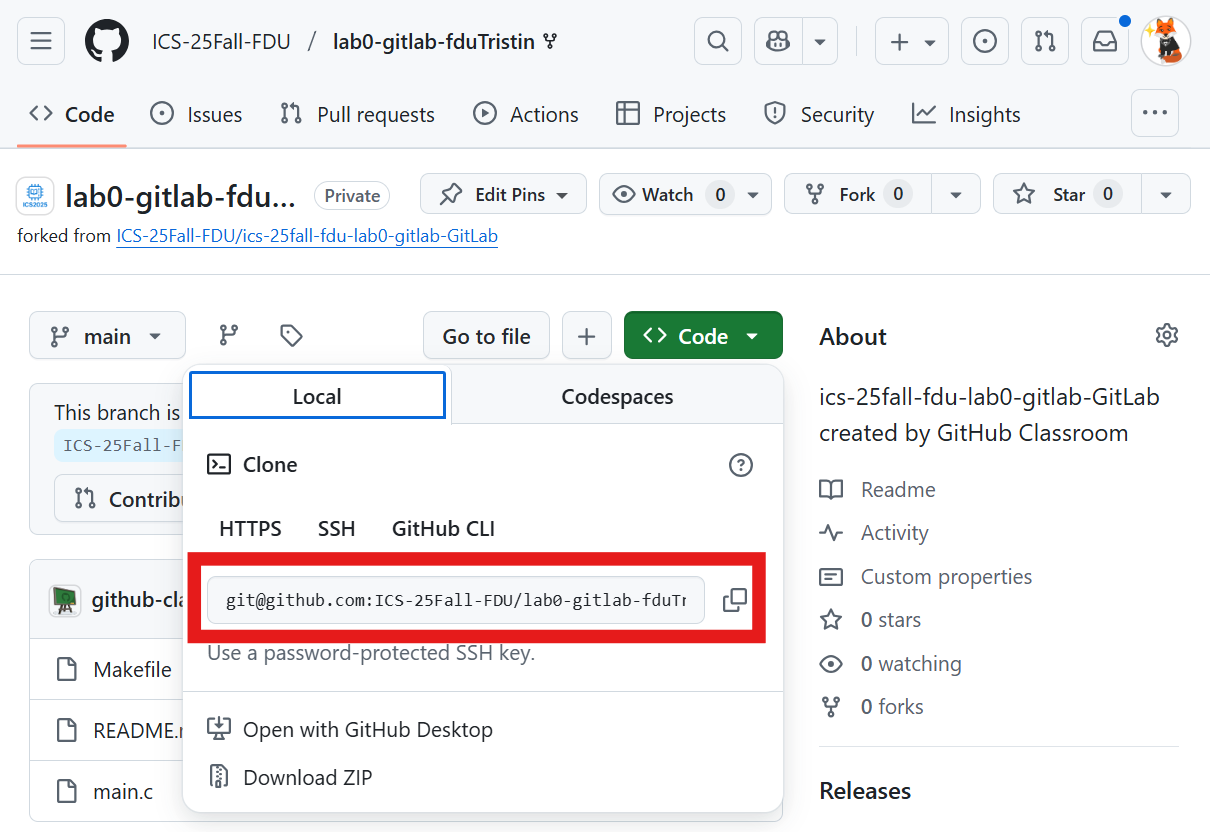 ICS-25Fall-FDU / lab0-gitlab-fduTristin
Code Issues Pull requests Actions Projects Security Insights
ICS2025 lab0-gitlab-fdu... Private Edit Pins Watch 0 Fork 0 Star 0
forked from ICS-25Fall-FDU/ics-25fall-fdu-lab0-gitlab-GitLab
main Go to file Code
About
Local Codespaces
ics-25fall-fdu-lab0-gitlab-GitLab
created by GitHub Classroom
This branch is
ICS-25Fall-F
Clone
Readme
Contribu
HTTPS SSH GitHub CLI
Activity
Custom properties
github-cla
git@github.com:ICS-25Fall-FDU/lab0-gitlab-fduTr
0 stars
Use a password-protected SSH key.
0 watching
Makefile
0 forks
README.m
Open with GitHub Desktop
Download ZIP
main.c
Releases